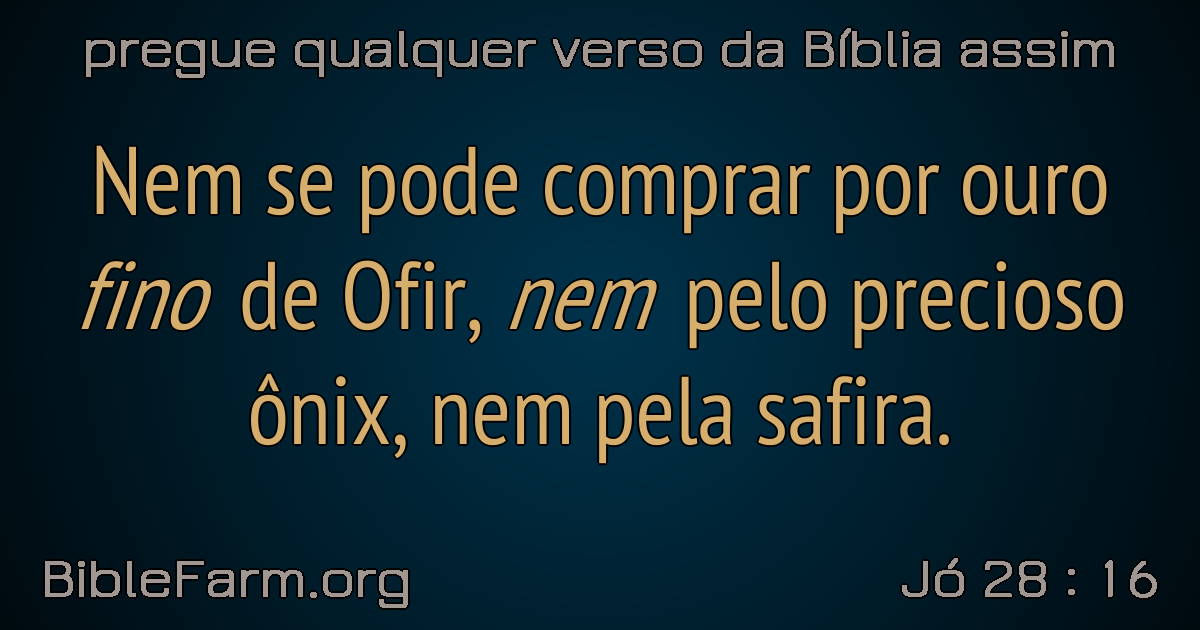 pregue qualquer verso da Bíblia assim
Nem se pode comprar por ouro
fino de Ofir, nem pelo precioso
ônix, nem pela safira.
BibleFarm.org
Jó 28 : 16